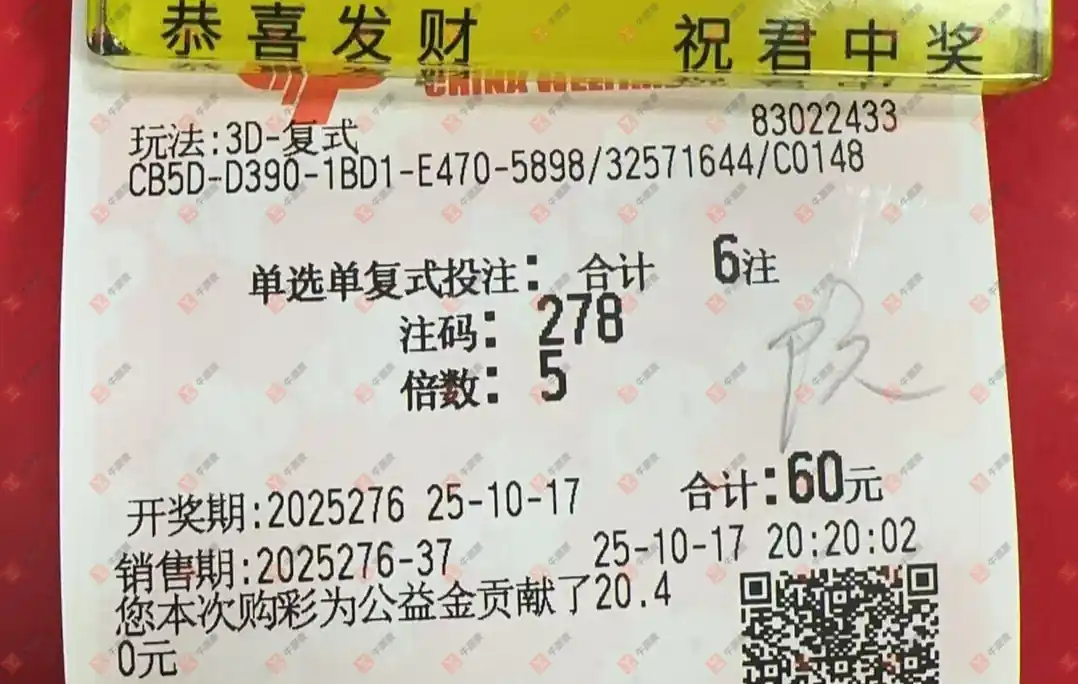 恭喜发财 祝君中奖
CHINA WELFARE
83022433
玩法:3D-复式
CB5D-D390-1BD1-E470-5898/32571644/C0148
单选单复式投注: 合计 6注
注码: 278
倍数: 5
合计:60元
开奖期:2025276 25-10-17
销售期:2025276-37 25-10-17 20:20:02
您本次购彩为公益金贡献了20.4
0元